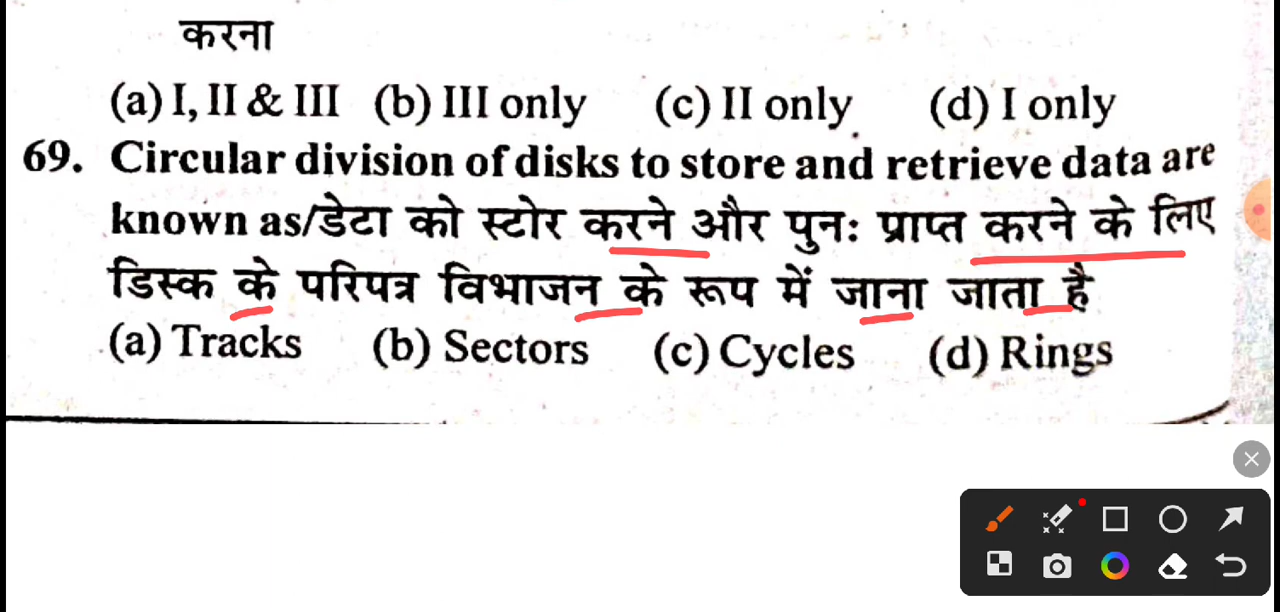 करना
(a) I, II & III (b) III only (c) II only (d) I only
69. Circular division of disks to store and retrieve data are
known as/डेटा को स्टोर करने और पुनः प्राप्त करने के लिए
डिस्क के परिपत्र विभाजन के रूप में जाना जाता है
(a) Tracks (b) Sectors (c) Cycles (d) Rings